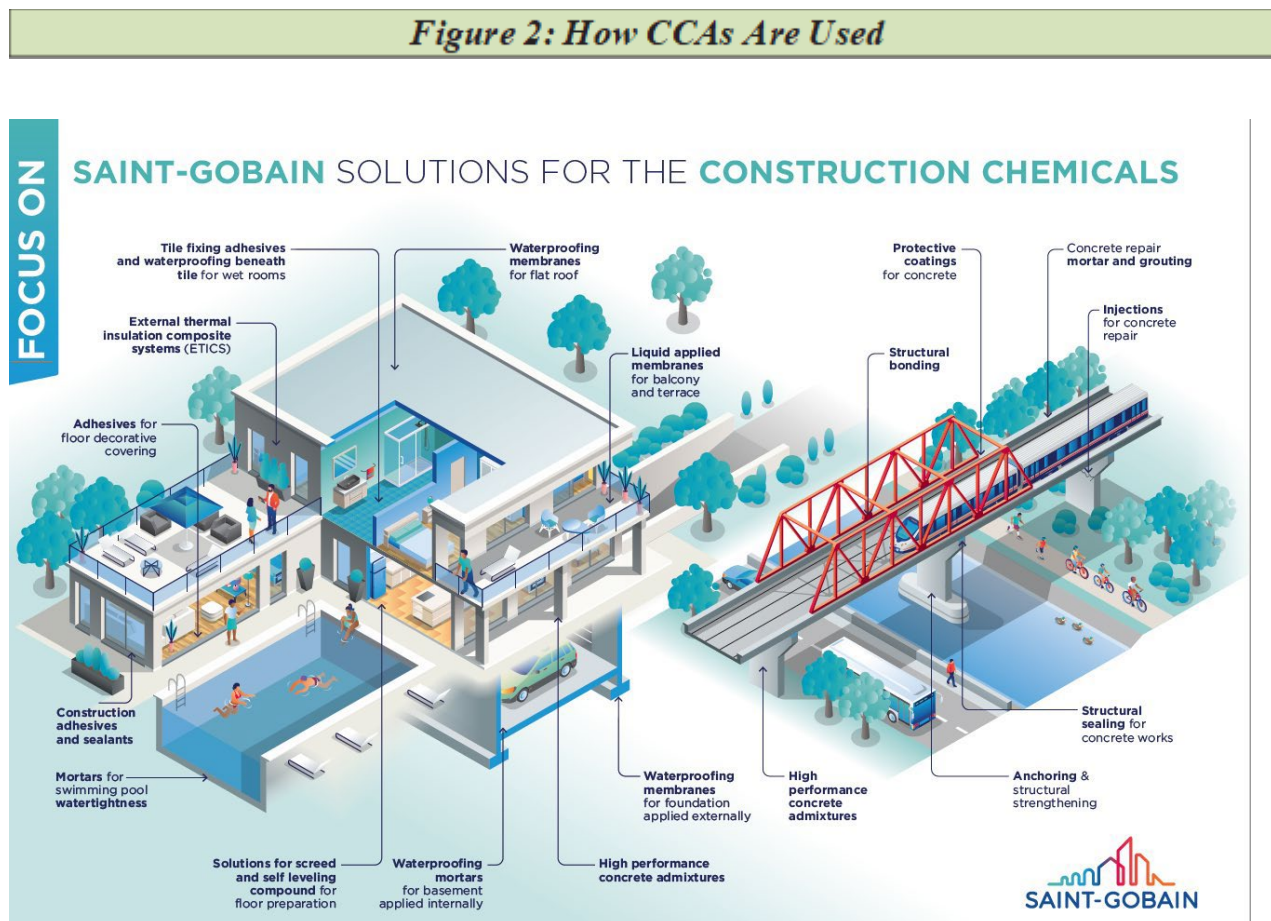 Figure 2: How CCAs Are Used
FOCUS ON
SAINT-GOBAIN SOLUTIONS FOR THE CONSTRUCTION CHEMICALS
Tile fixing adhesives
and waterproofing beneath
tile for wet rooms
Waterproofing
membranes
for flat roof
Protective
coatings
for concrete
Concrete repair
mortar and grouting
External thermal
insulation composite
systems (ETICS)
Injections
for concrete
repair
Liquid applied
membranes
for balcony
and terrace
Structural
bonding
Adhesives for
floor decorative
covering
Construction
adhesives
and sealants
Structural
sealing for
concrete works
Mortars for
swimming pool
watertightness
Waterproofing
membranes
for foundation
applied externally
High
performance
concrete
admixtures
Anchoring &
structural
strengthening
Solutions for screed
and self leveling
compound for
floor preparation
Waterproofing
mortars
for basement
applied internally
High performance
concrete admixtures
SAINT-GOBAIN